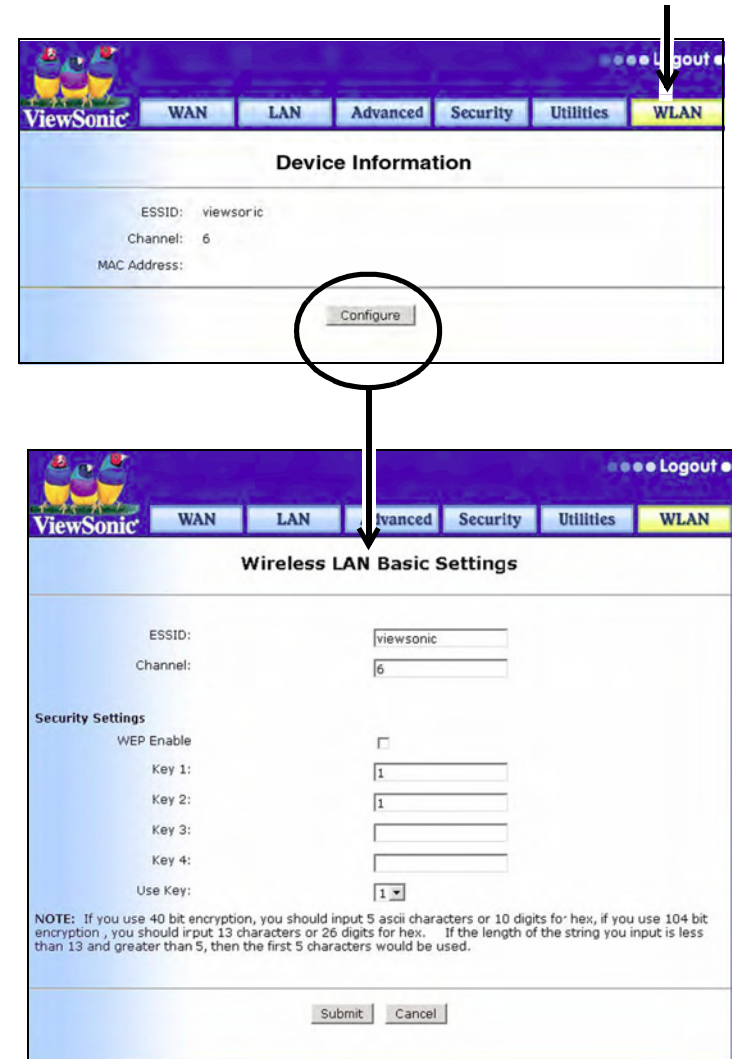 Logout
ViewSonic WAN LAN Advanced Security Utilities WLAN
Device Information
ESSID: viewsoric
Channel: 6
MAC Address:
Configure
Logout
ViewSonic WAN LAN Advanced Security Utilities WLAN
Wireless LAN Basic Settings
ESSID: viewsonic
Channel: 6
Security Settings
WEP Enable
Key 1: 1
Key 2: 1
Key 3:
Key 4:
Use Key: 1
NOTE: If you use 40 bit encryption, you should input 5 ascii characters or 10 digits for hex, if you use 104 bit
encryption , you should irput 13 characters or 26 digits for hex. If the length of the string you input is less
than 13 and greater than 5, then the first 5 characters would be used.
Submit Cancel